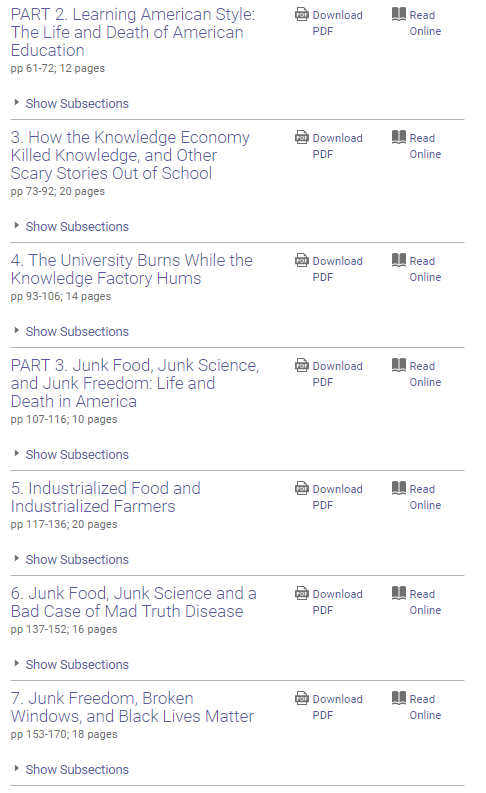 PART 2. Learning American Style:
The Life and Death of American
Education
pp 61-72; 12 pages
Download
PDF
Read
Online
Show Subsections
3. How the Knowledge Economy
Killed Knowledge, and Other
Scary Stories Out of School
pp 73-92; 20 pages
Download
PDF
Read
Online
Show Subsections
4. The University Burns While the
Knowledge Factory Hums
pp 93-106; 14 pages
Download
PDF
Read
Online
Show Subsections
PART 3. Junk Food, Junk Science,
and Junk Freedom: Life and
Death in America
pp 107-116; 10 pages
Download
PDF
Read
Online
Show Subsections
5. Industrialized Food and
Industrialized Farmers
pp 117-136; 20 pages
Download
PDF
Read
Online
Show Subsections
6. Junk Food, Junk Science and a
Bad Case of Mad Truth Disease
pp 137-152; 16 pages
Download
PDF
Read
Online
Show Subsections
7. Junk Freedom, Broken
Windows, and Black Lives Matter
pp 153-170; 18 pages
Download
PDF
Read
Online
Show Subsections